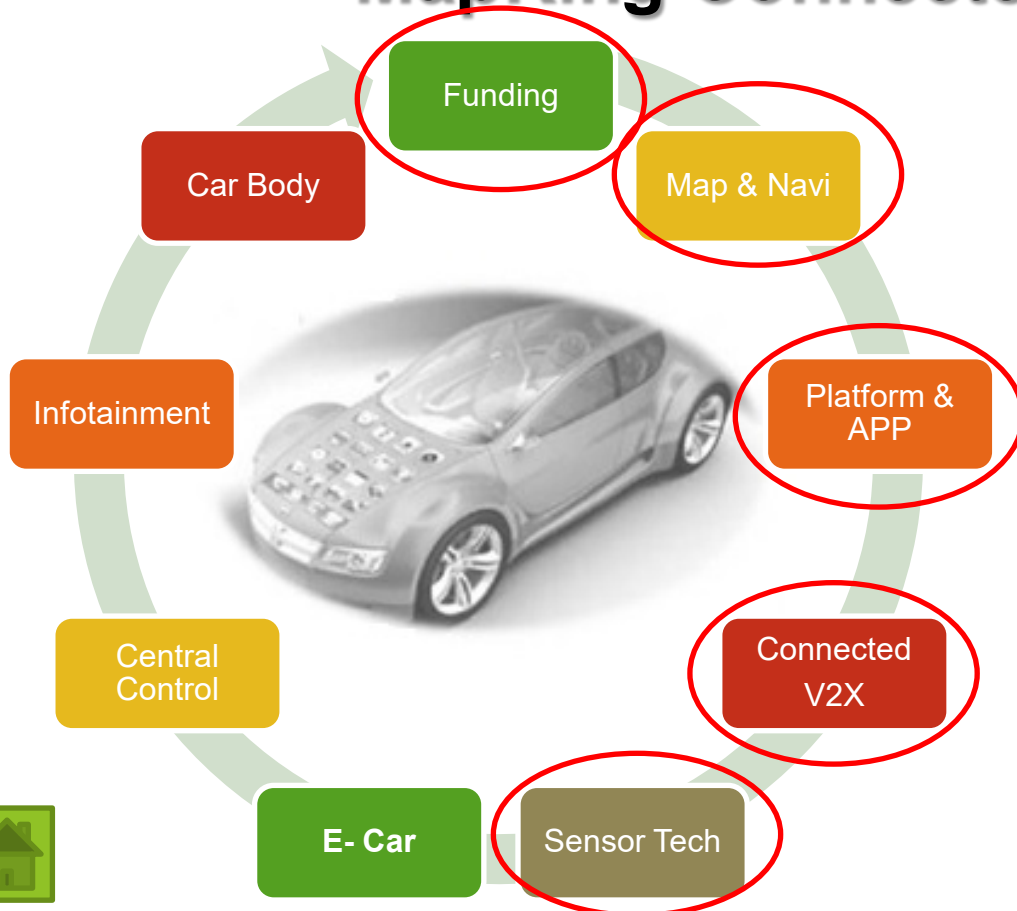 Funding
Map & Navi
Car Body
Platform &
APP
Infotainment
Connected
V2X
Central
Control
E- Car
Sensor Tech